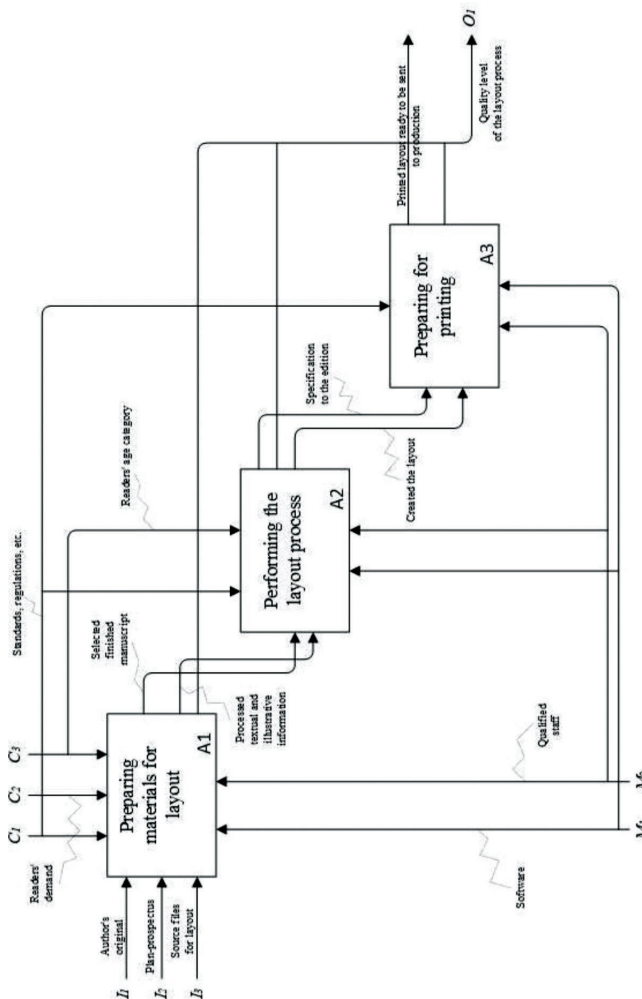 C1
C2
C3
Readers'
demand
Standards, regulations, etc.
Readers' age category
I1
Author's
original
I2
Plan-prospectus
I3
Source files
for layout
Preparing
materials for
layout
A1
Selected
finished
manuscript
Processed
textual and
illustrative
information
Performing the
layout process
A2
Specification
to the edition
Created the layout
Preparing for
printing
A3
Printed layout ready to be sent
to production
O1
Quality level
of the layout process
Software
Qualified
staff